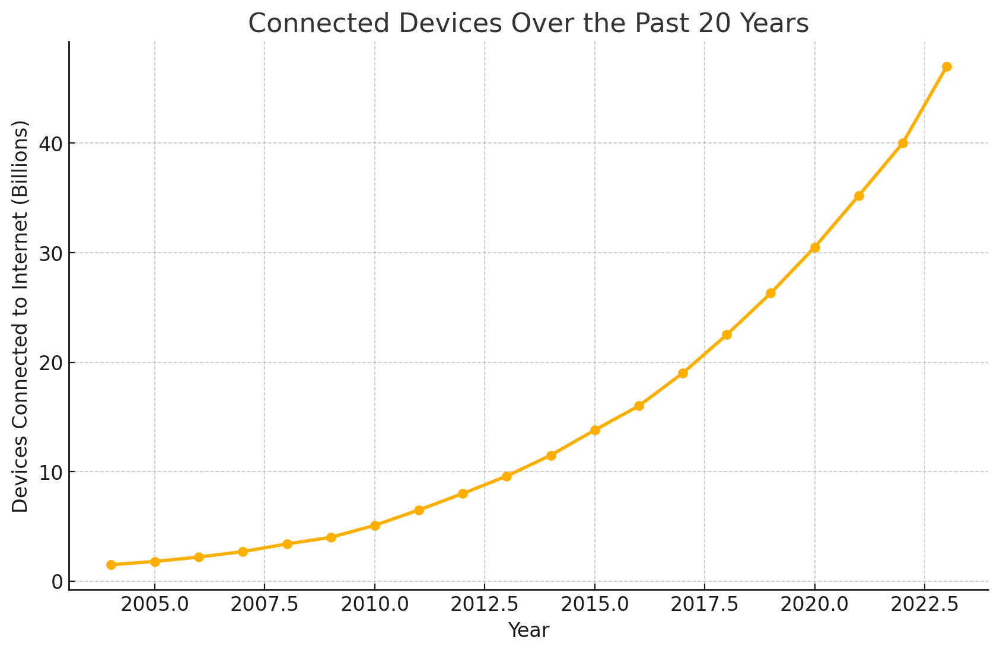 Connected Devices Over the Past 20 Years
Devices Connected to Internet (Billions)
40
30
20
10
0
2005.0 2007.5 2010.0 2012.5 2015.0 2017.5 2020.0 2022.5
Year